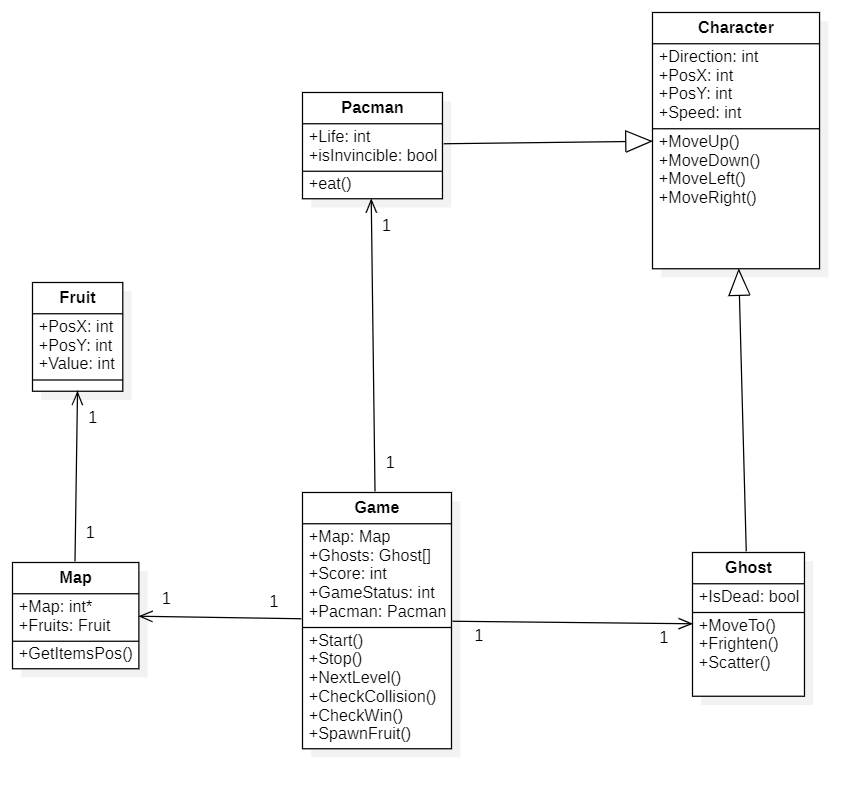 Character
+Direction: int
+PosX: int
+PosY: int
+Speed: int
+MoveUp()
+MoveDown()
+MoveLeft()
+MoveRight()
Pacman
+Life: int
+isInvincible: bool
+eat()
1
1
Fruit
+PosX: int
+PosY: int
+Value: int
1
1
Map
+Map: int*
+Fruits: Fruit
+GetItemsPos()
1
1
Game
+Map: Map
+Ghosts: Ghost[]
+Score: int
+GameStatus: int
+Pacman: Pacman
+Start()
+Stop()
+NextLevel()
+CheckCollision()
+CheckWin()
+SpawnFruit()
1
1
Ghost
+IsDead: bool
+MoveTo()
+Frighten()
+Scatter()